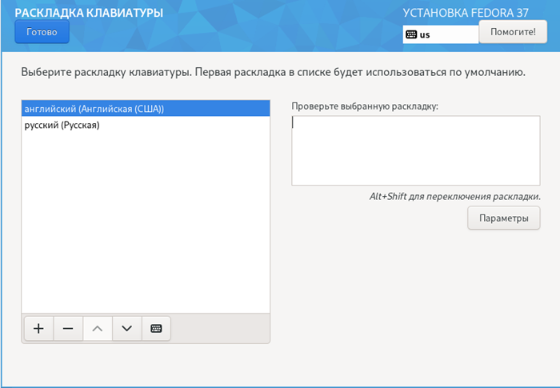 РАСКЛАДКА КЛАВИАТУРЫ
УСТАНОВКА FEDORA 37
Готово
us
Помогите!
Выберите раскладку клавиатуры. Первая раскладка в списке будет использоваться по умолчанию.
английский (Английская (США))
русский (Русская)
Проверьте выбранную раскладку:
Alt+Shift для переключения раскладки.
Параметры